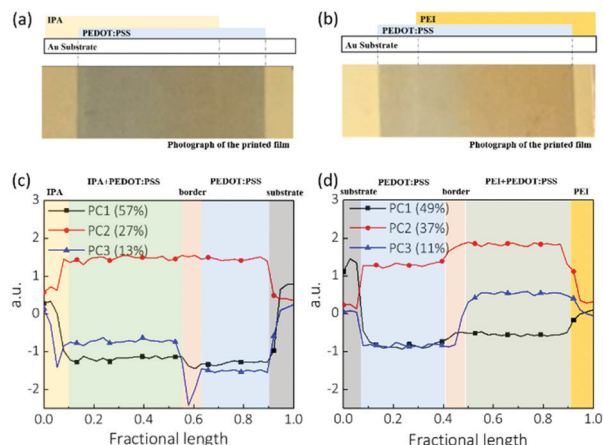 (a)
IPA
PEDOT:PSS
Au Substrate
Photograph of the printed film
(b)
PEI
PEDOT:PSS
Au Substrate
Photograph of the printed film
(c)
IPA
IPA+PEDOT:PSS
border
PEDOT:PSS
substrate
3
2
1
0
-1
-2
a.u.
PC1 (57%)
PC2 (27%)
PC3 (13%)
0.0 0.2 0.4 0.6 0.8 1.0
Fractional length
(d)
substrate
PEDOT:PSS
border
PEI+PEDOT:PSS
PEI
3
2
1
0
-1
-2
a.u.
PC1 (49%)
PC2 (37%)
PC3 (11%)
0.0 0.2 0.4 0.6 0.8 1.0
Fractional length